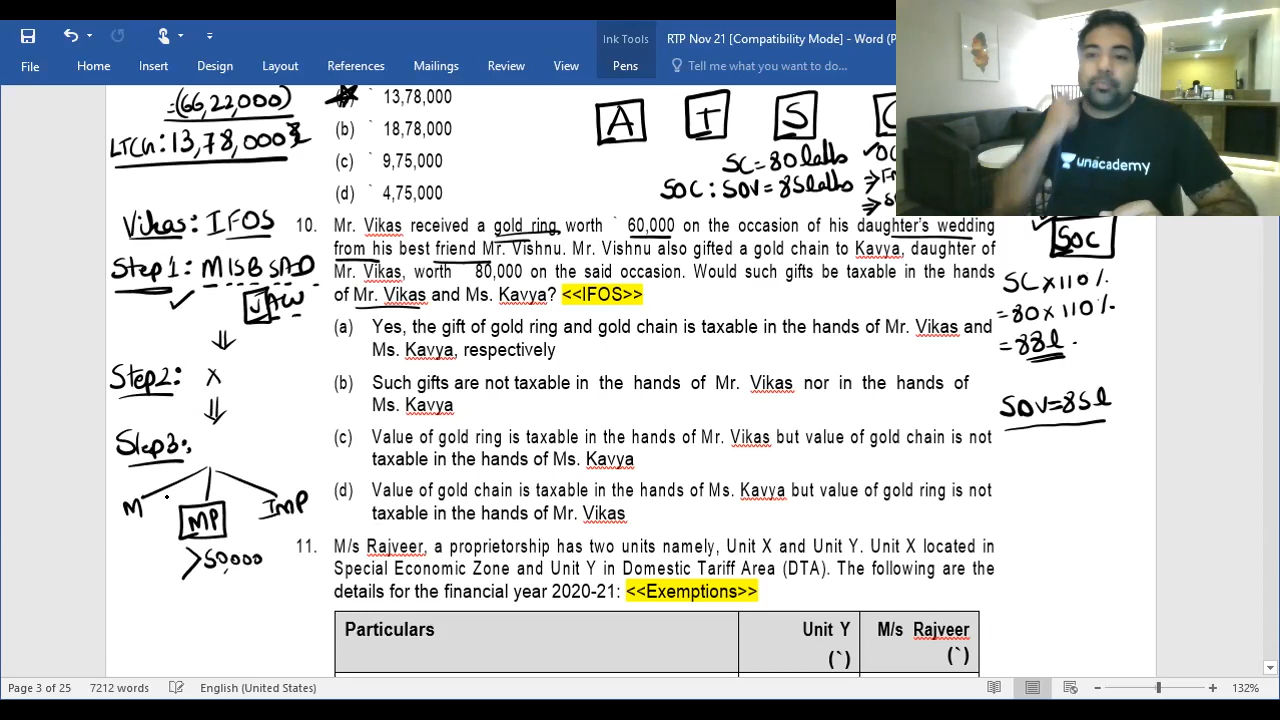 RTP Nov 21 [Compatibility Mode] - Word (P
Ink Tools
File
Home
Insert
Design
Layout
References
Mailings
Review
View
Pens
Tell me what you want to do...
=(66,22,000)
LTCG: 13,78,000
` 13,78,000
(b) ` 18,78,000
(c) ` 9,75,000
(d) ` 4,75,000
A T S
SC = 80 lakhs
SOC : SDV = 85 lakhs
unacademy
Vikas: IFOS
Step 1: MISB SAD
JAW
Step 2: X
Step 3:
M MP IMP
>50,000
10. Mr. Vikas received a gold ring worth ` 60,000 on the occasion of his daughter's wedding
from his best friend Mr. Vishnu. Mr. Vishnu also gifted a gold chain to Kavya, daughter of
Mr. Vikas, worth 80,000 on the said occasion. Would such gifts be taxable in the hands
of Mr. Vikas and Ms. Kavya? <<IFOS>>
(a) Yes, the gift of gold ring and gold chain is taxable in the hands of Mr. Vikas and
Ms. Kavya, respectively
(b) Such gifts are not taxable in the hands of Mr. Vikas nor in the hands of
Ms. Kavya
(c) Value of gold ring is taxable in the hands of Mr. Vikas but value of gold chain is not
taxable in the hands of Ms. Kavya
(d) Value of gold chain is taxable in the hands of Ms. Kavya but value of gold ring is not
taxable in the hands of Mr. Vikas
SOC
SC x 110%
= 80 x 110%
= 88l
SDV = 85l
11. M/s Rajveer, a proprietorship has two units namely, Unit X and Unit Y. Unit X located in
Special Economic Zone and Unit Y in Domestic Tariff Area (DTA). The following are the
details for the financial year 2020-21: <<Exemptions>>
Particulars
Unit Y
(`)
M/s Rajveer
(`)
Page 3 of 25
7212 words
English (United States)
132%